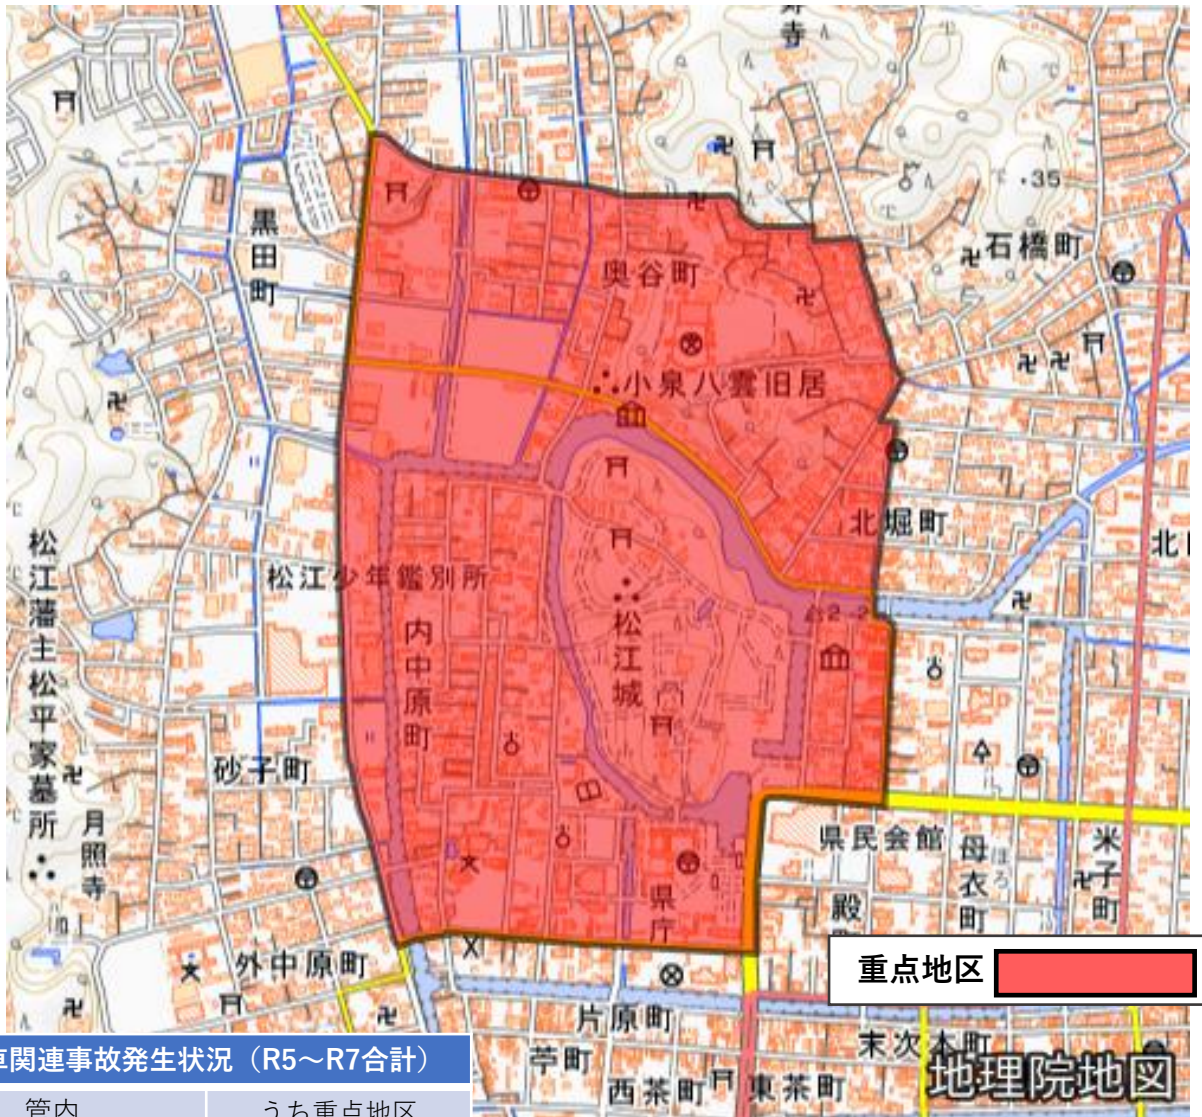 寺
黒田町
・35
石橋町
奥谷町
小泉八雲旧居
北堀町
北
松江藩主松平家墓所
松江少年鑑別所
内中原町
松江城
砂子町
月照寺
県民会館
母衣町
ほろ
米子町
殿
県庁
外中原町
重点地区
片原町
末次本町
苧町
西茶町
東茶町
地理院地図
関連事故発生状況（R5～R7合計）
管内
うち重点地区